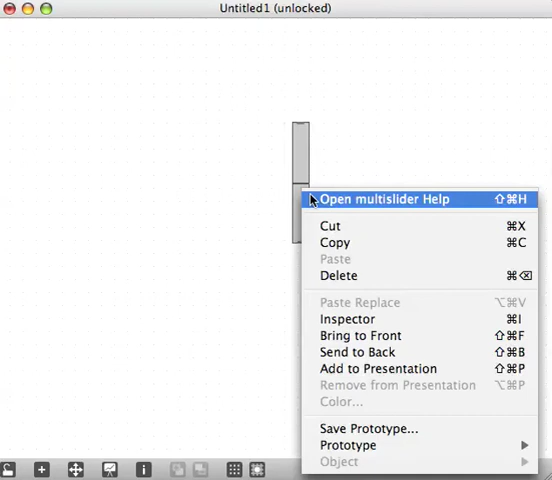 Untitled1 (unlocked)
Open multislider Help ⇧⌘H
Cut ⌘X
Copy ⌘C
Paste
Delete ⌘⌫
Paste Replace ⌥⌘V
Inspector ⌘I
Bring to Front ⇧⌘F
Send to Back ⇧⌘B
Add to Presentation ⇧⌘P
Remove from Presentation ⌥⌘P
Color...
Save Prototype...
Prototype
Object